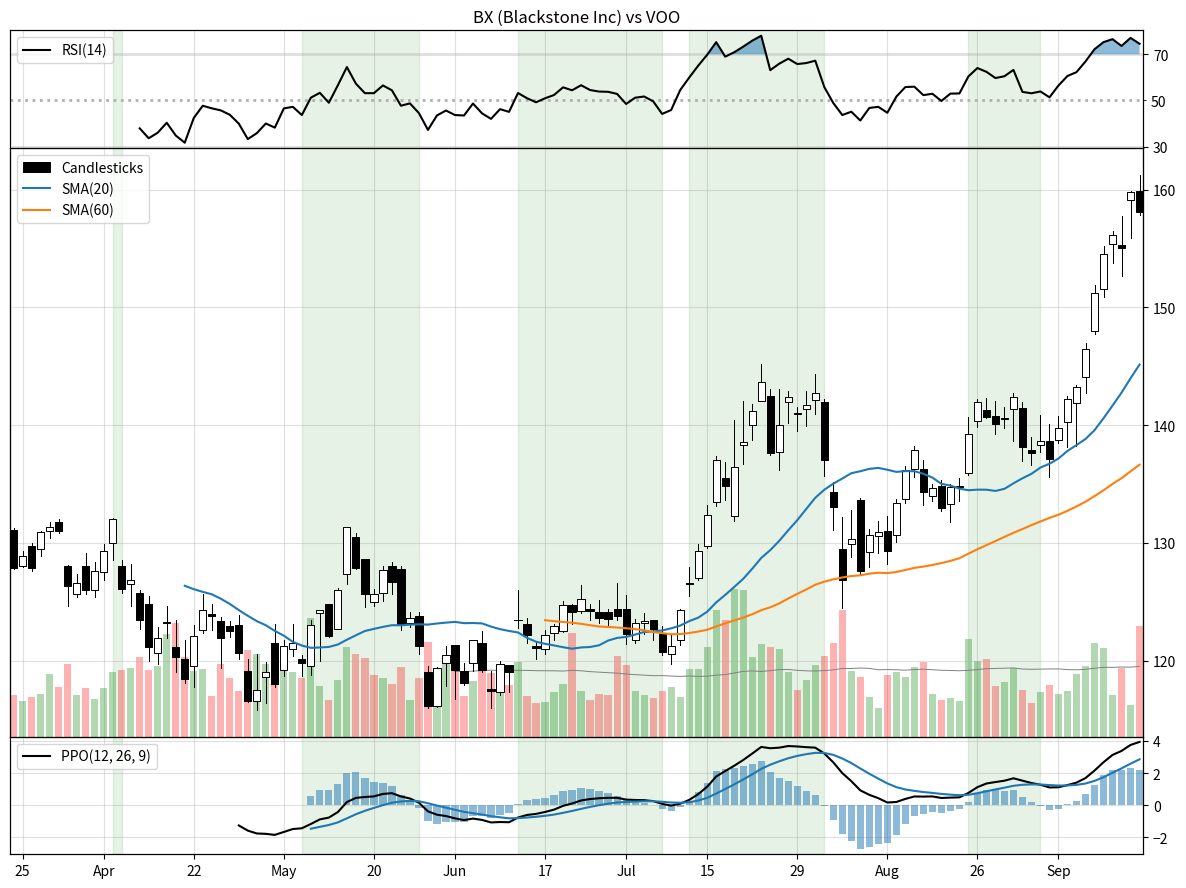 BX (Blackstone Inc) vs VOO
RSI(14)
70
50
30
Candlesticks
SMA(20)
SMA(60)
160
150
140
130
120
PPO(12, 26, 9)
4
2
0
−2
25 Apr 22 May 20 Jun 17 Jul 15 29 Aug 26 Sep